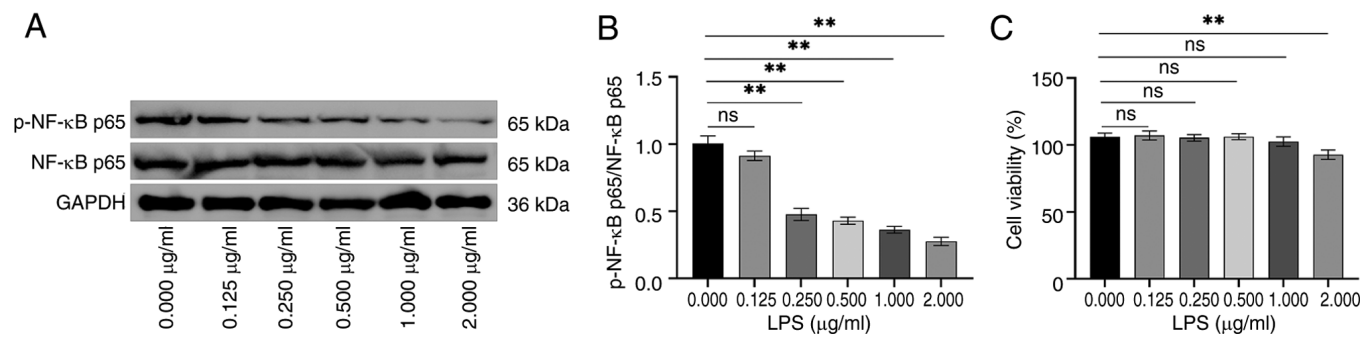 A
p-NF-κB p65
65 kDa
NF-κB p65
65 kDa
GAPDH
36 kDa
0.000 μg/ml
0.125 μg/ml
0.250 μg/ml
0.500 μg/ml
1.000 μg/ml
2.000 μg/ml
B
**
**
**
**
ns
p-NF-κB p65/NF-κB p65
1.5
1.0
0.5
0.0
0.000 0.125 0.250 0.500 1.000 2.000
LPS (μg/ml)
C
**
ns
ns
ns
ns
Cell viability (%)
150
100
50
0
0.000 0.125 0.250 0.500 1.000 2.000
LPS (μg/ml)